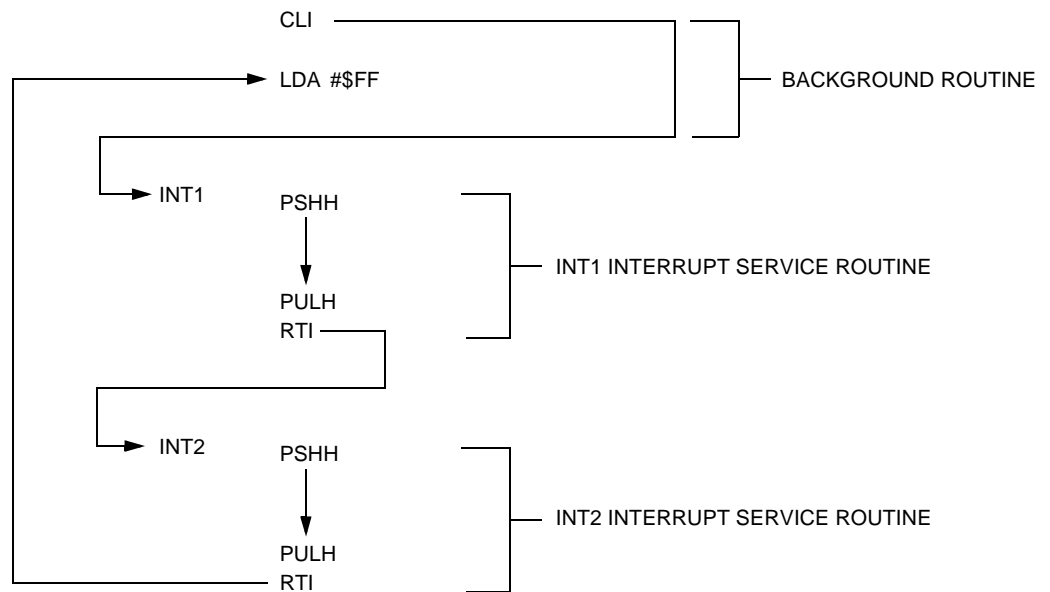 CLI
LDA #$FF
BACKGROUND ROUTINE
INT1
PSHH
INT1 INTERRUPT SERVICE ROUTINE
PULH
RTI
INT2
PSHH
INT2 INTERRUPT SERVICE ROUTINE
PULH
RTI